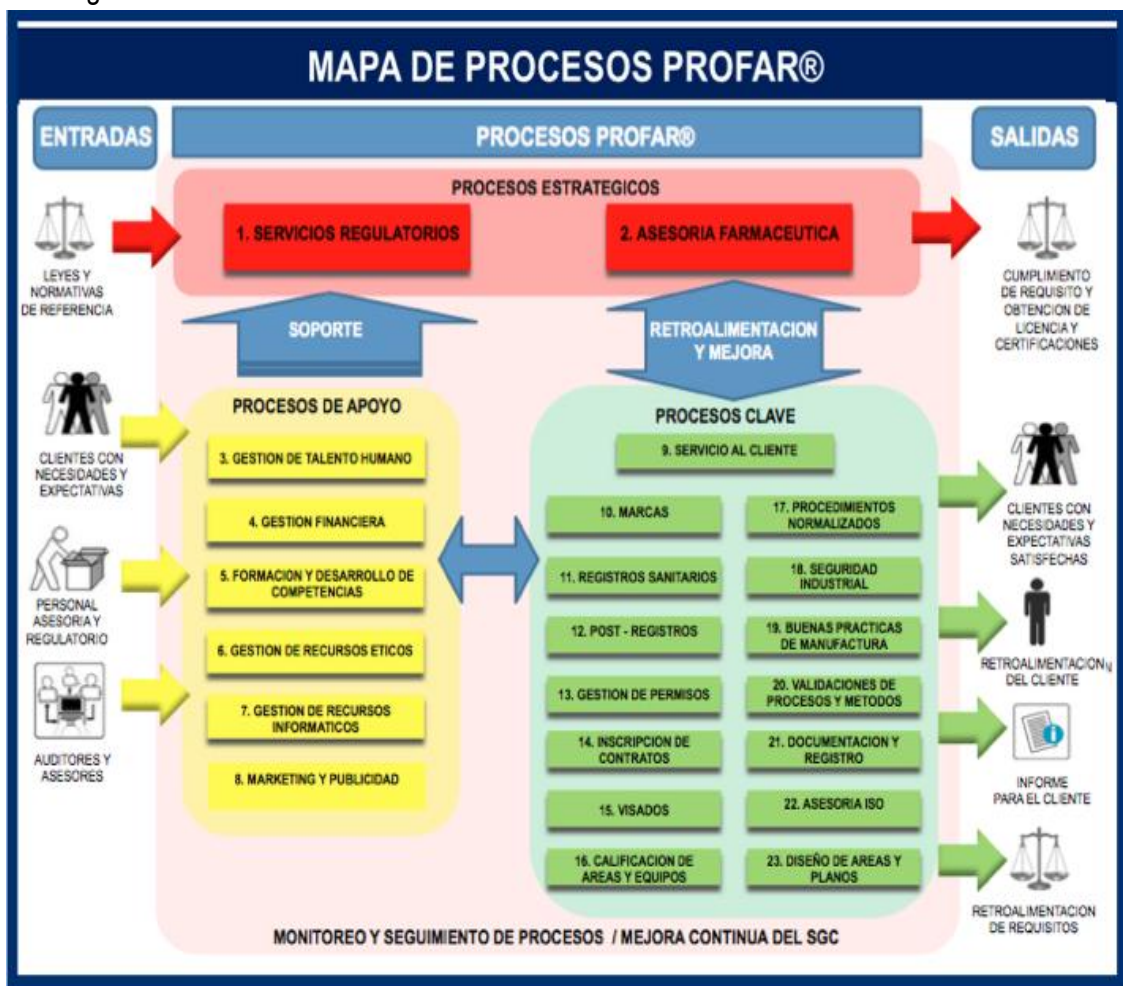 MAPA DE PROCESOS PROFAR®
ENTRADAS
PROCESOS PROFAR®
SALIDAS
PROCESOS ESTRATEGICOS
1. SERVICIOS REGULATORIOS
2. ASESORIA FARMACEUTICA
LEYES Y
NORMATIVAS
DE REFERENCIA
CUMPLIMIENTO
DE REQUISITO Y
OBTENCION DE
LICENCIA Y
CERTIFICACIONES
SOPORTE
RETROALIMENTACION
Y MEJORA
CLIENTES CON
NECESIDADES Y
EXPECTATIVAS
PERSONAL
ASESORIA Y
REGULATORIO
AUDITORES Y
ASESORES
PROCESOS DE APOYO
3. GESTION DE TALENTO HUMANO
4. GESTION FINANCIERA
5. FORMACION Y DESARROLLO DE
COMPETENCIAS
6. GESTION DE RECURSOS ETICOS
7. GESTION DE RECURSOS
INFORMATICOS
8. MARKETING Y PUBLICIDAD
PROCESOS CLAVE
9. SERVICIO AL CLIENTE
10. MARCAS
11. REGISTROS SANITARIOS
12. POST - REGISTROS
13. GESTION DE PERMISOS
14. INSCRIPCION DE
CONTRATOS
15. VISADOS
16. CALIFICACION DE
AREAS Y EQUIPOS
17. PROCEDIMIENTOS
NORMALIZADOS
18. SEGURIDAD
INDUSTRIAL
19. BUENAS PRACTICAS
DE MANUFACTURA
20. VALIDACIONES DE
PROCESOS Y METODOS
21. DOCUMENTACION Y
REGISTRO
22. ASESORIA ISO
23. DISEÑO DE AREAS Y
PLANOS
CLIENTES CON
NECESIDADES Y
EXPECTATIVAS
SATISFECHAS
RETROALIMENTACION
DEL CLIENTE
INFORME
PARA EL CLIENTE
RETROALIMENTACION
DE REQUISITOS
MONITOREO Y SEGUIMIENTO DE PROCESOS / MEJORA CONTINUA DEL SGC